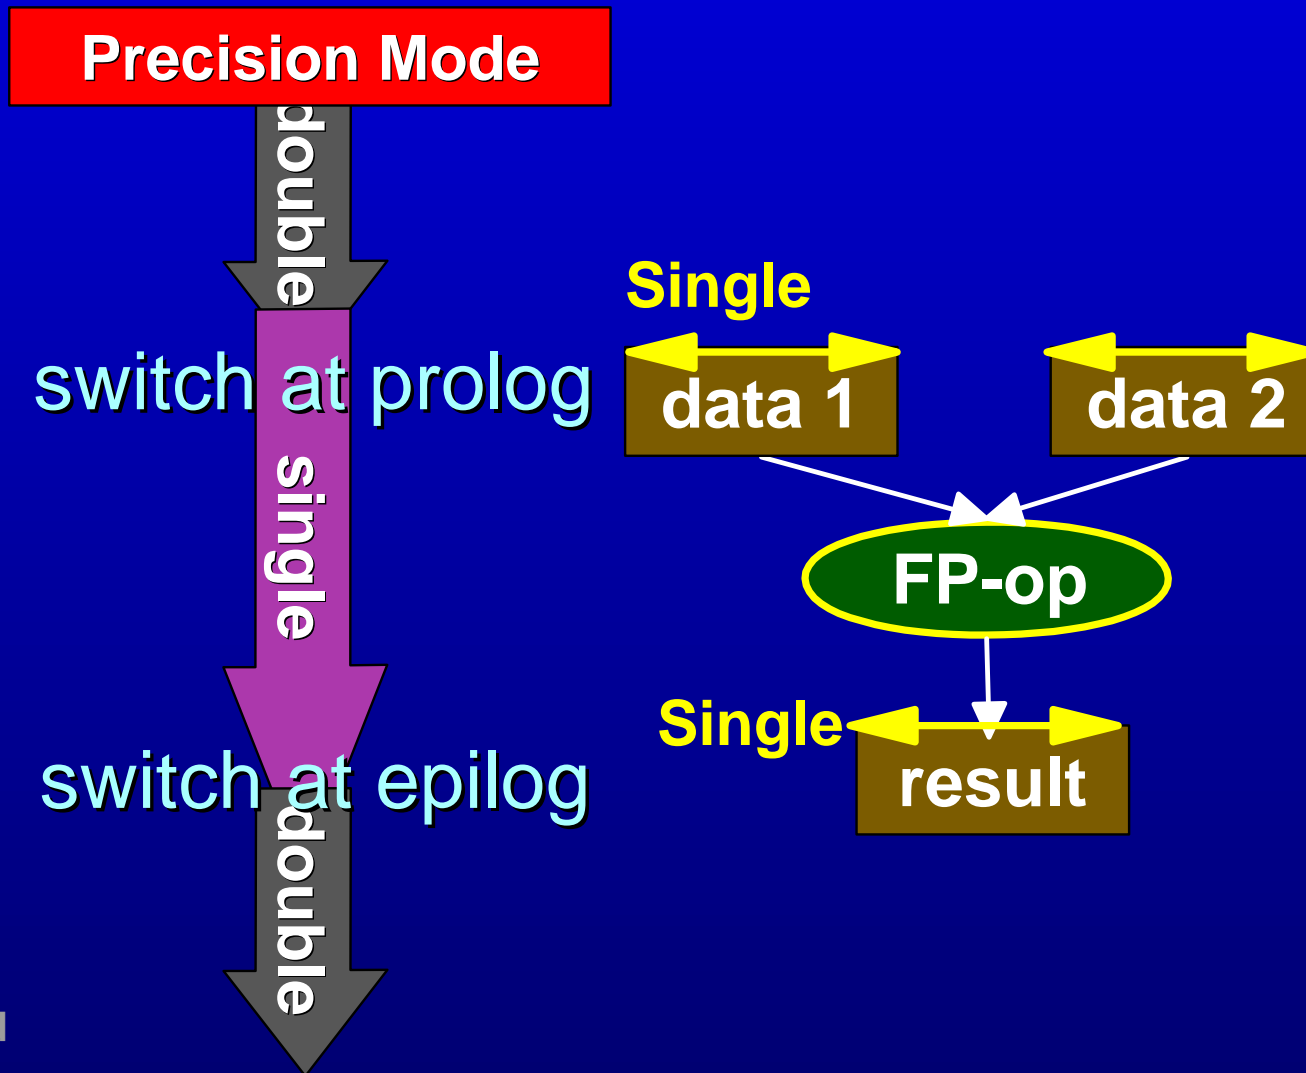 Precision Mode
double
Single
switch at prolog
data 1
data 2
single
FP-op
Single
switch at epilog
result
double